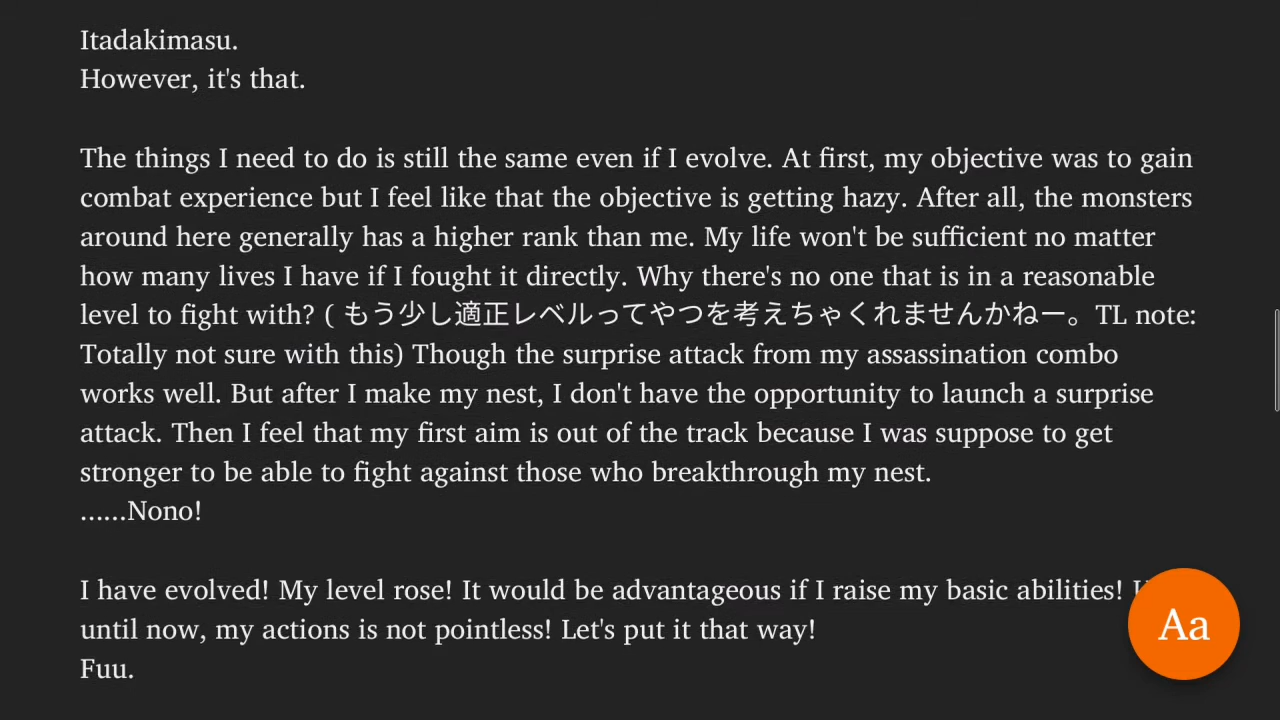 Itadakimasu.
However, it's that.
The things I need to do is still the same even if I evolve. At first, my objective was to gain
combat experience but I feel like that the objective is getting hazy. After all, the monsters
around here generally has a higher rank than me. My life won't be sufficient no matter
how many lives I have if I fought it directly. Why there's no one that is in a reasonable
level to fight with? ( もう少し適正レベルってやつを考えちゃくれませんかねー。TL note:
Totally not sure with this) Though the surprise attack from my assassination combo
works well. But after I make my nest, I don't have the opportunity to launch a surprise
attack. Then I feel that my first aim is out of the track because I was suppose to get
stronger to be able to fight against those who breakthrough my nest.
......Nono!
I have evolved! My level rose! It would be advantageous if I raise my basic abilities!
until now, my actions is not pointless! Let's put it that way!
Fuu.
Aa